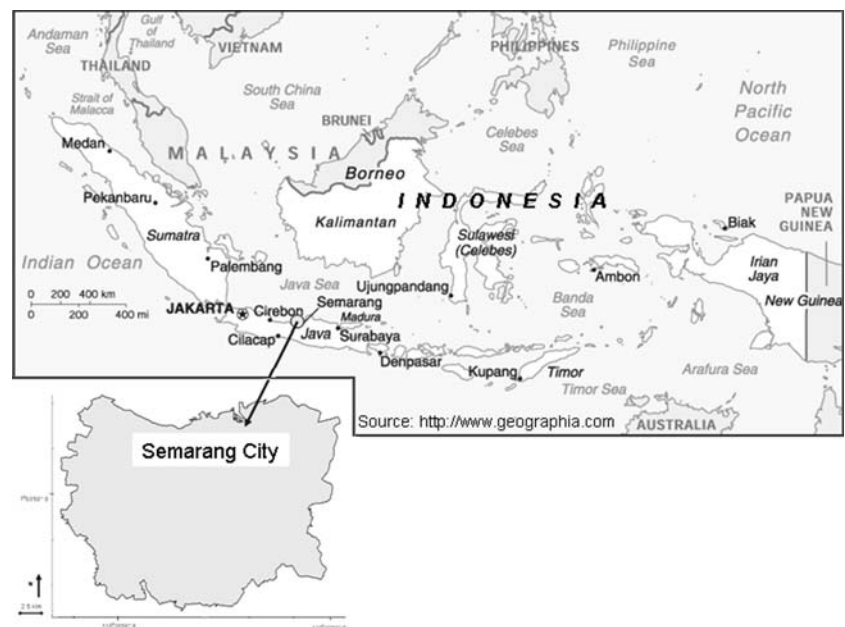 Andaman
Sea
Gulf
of
Thailand
VIETNAM
THAILAND
PHILIPPINES
Philippine
Sea
South China
Sea
Strait of
Malacca
North
Pacific
Ocean
BRUNEI
Celebes
Sea
Medan
MALAYSIA
Borneo
INDONESIA
Pekanbaru
Kalimantan
PAPUA
NEW
GUINEA
Biak
Sumatra
Sulawesi
(Celebes)
Irian
Jaya
Indian Ocean
Palembang
Ambon
Java Sea
Ujungpandang
New Guinea
0 200 400 km
0 200 400 mi
Banda
Sea
JAKARTA
Cirebon
Semarang
Madura
Cilacap
Java
Surabaya
Denpasar
Kupang
Timor
Arafura Sea
Timor Sea
Source: http://www.geographia.com
AUSTRALIA
Semarang City